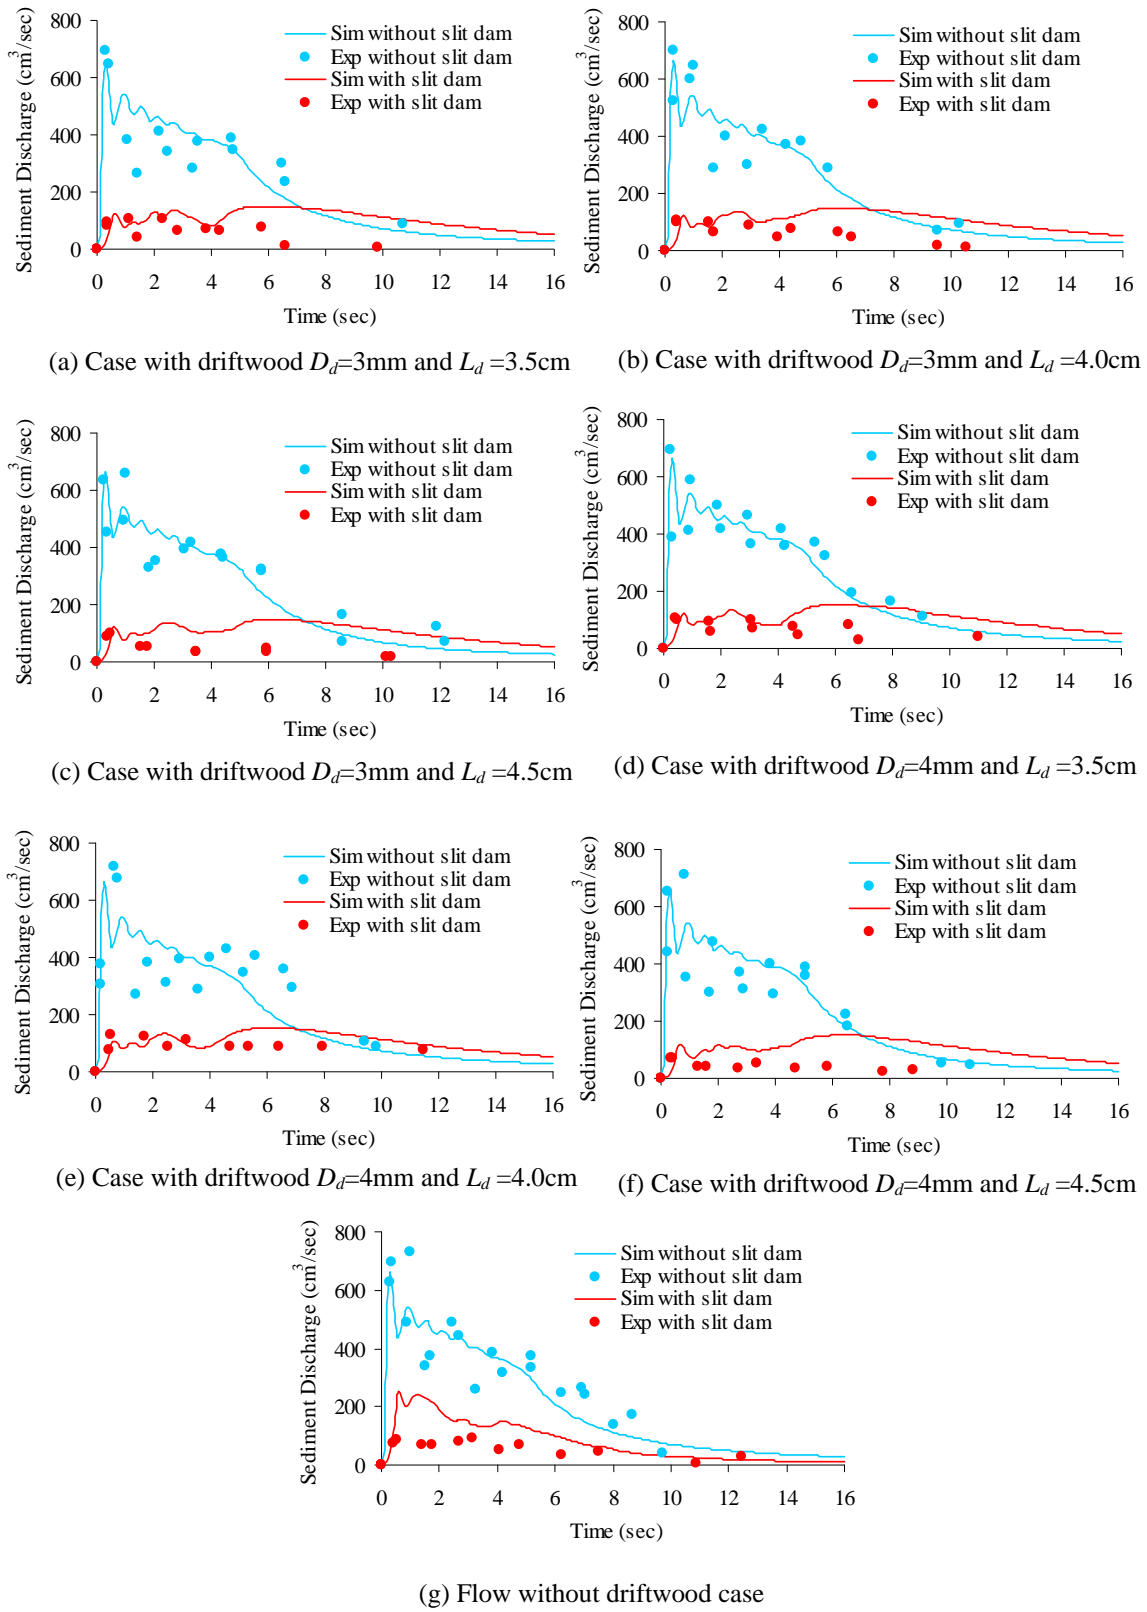 800
600
400
200
0
Sediment Discharge (cm³/sec)
Sim without slit dam
Exp without slit dam
Sim with slit dam
Exp with slit dam
0 2 4 6 8 10 12 14 16
Time (sec)
(a) Case with driftwood D_d=3mm and L_d =3.5cm
800
600
400
200
0
Sediment Discharge (cm³/sec)
Sim without slit dam
Exp without slit dam
Sim with slit dam
Exp with slit dam
0 2 4 6 8 10 12 14 16
Time (sec)
(b) Case with driftwood D_d=3mm and L_d =4.0cm
800
600
400
200
0
Sediment Discharge (cm³/sec)
Sim without slit dam
Exp without slit dam
Sim with slit dam
Exp with slit dam
0 2 4 6 8 10 12 14 16
Time (sec)
(c) Case with driftwood D_d=3mm and L_d =4.5cm
800
600
400
200
0
Sediment Discharge (cm³/sec)
Sim without slit dam
Exp without slit dam
Sim with slit dam
Exp with slit dam
0 2 4 6 8 10 12 14 16
Time (sec)
(d) Case with driftwood D_d=4mm and L_d =3.5cm
800
600
400
200
0
Sediment Discharge (cm³/sec)
Sim without slit dam
Exp without slit dam
Sim with slit dam
Exp with slit dam
0 2 4 6 8 10 12 14 16
Time (sec)
(e) Case with driftwood D_d=4mm and L_d =4.0cm
800
600
400
200
0
Sediment Discharge (cm³/sec)
Sim without slit dam
Exp without slit dam
Sim with slit dam
Exp with slit dam
0 2 4 6 8 10 12 14 16
Time (sec)
(f) Case with driftwood D_d=4mm and L_d =4.5cm
800
600
400
200
0
Sediment Discharge (cm³/sec)
Sim without slit dam
Exp without slit dam
Sim with slit dam
Exp with slit dam
0 2 4 6 8 10 12 14 16
Time (sec)
(g) Flow without driftwood case